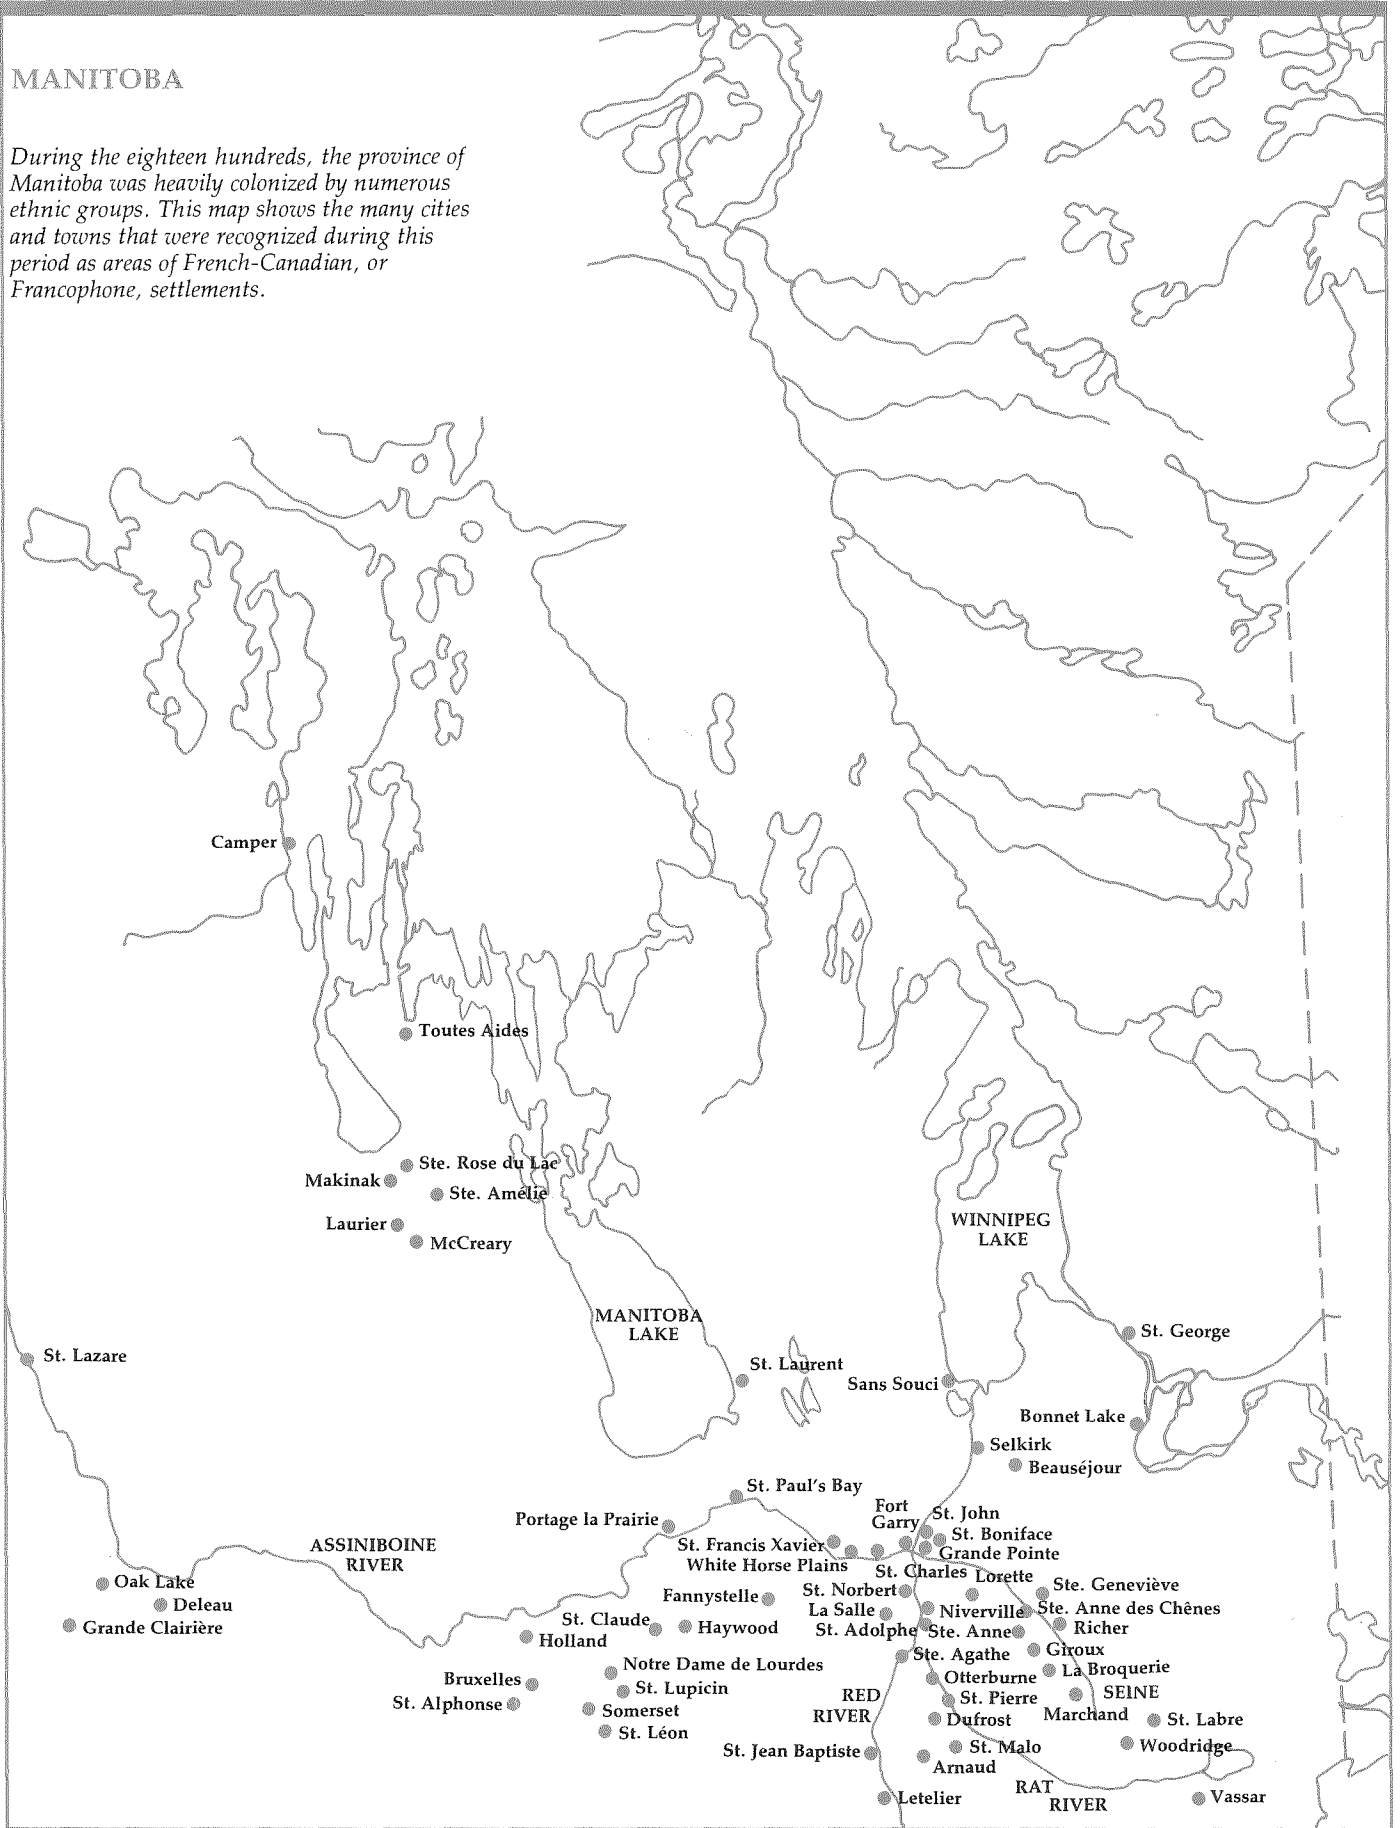 MANITOBA
During the eighteen hundreds, the province of
Manitoba was heavily colonized by numerous
ethnic groups. This map shows the many cities
and towns that were recognized during this
period as areas of French-Canadian, or
Francophone, settlements.
Camper
Toutes Aides
Ste. Rose du Lac
Makinak
Ste. Amélie
Laurier
McCreary
WINNIPEG
LAKE
MANITOBA
LAKE
St. George
St. Lazare
St. Laurent
Sans Souci
Bonnet Lake
Selkirk
Beauséjour
St. Paul's Bay
Portage la Prairie
Fort
Garry
St. John
St. Boniface
Grande Pointe
ASSINIBOINE
RIVER
St. Francis Xavier
White Horse Plains
St. Charles
Lorette
Oak Lake
Deleau
Grande Clairière
Fannystelle
St. Norbert
Ste. Geneviève
La Salle
Niverville
Ste. Anne des Chênes
St. Claude
Haywood
St. Adolphe
Ste. Anne
Richer
Holland
Ste. Agathe
Giroux
Notre Dame de Lourdes
La Broquerie
Bruxelles
St. Lupicin
Otterburne
St. Alphonse
Somerset
RED
RIVER
St. Pierre
SEINE
Marchand
St. Léon
Dufrost
St. Labre
St. Jean Baptiste
St. Malo
Woodridge
Arnaud
RAT
RIVER
Letelier
Vassar